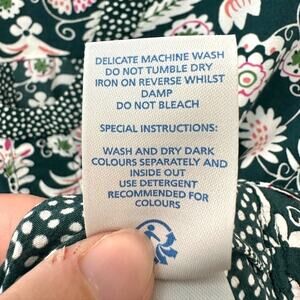 DELICATE MACHINE WASH
DO NOT TUMBLE DRY
IRON ON REVERSE WHILST
DAMP
DO NOT BLEACH
SPECIAL INSTRUCTIONS:
WASH AND DRY DARK
COLOURS SEPARATELY AND
INSIDE OUT
USE DETERGENT
RECOMMENDED FOR
COLOURS